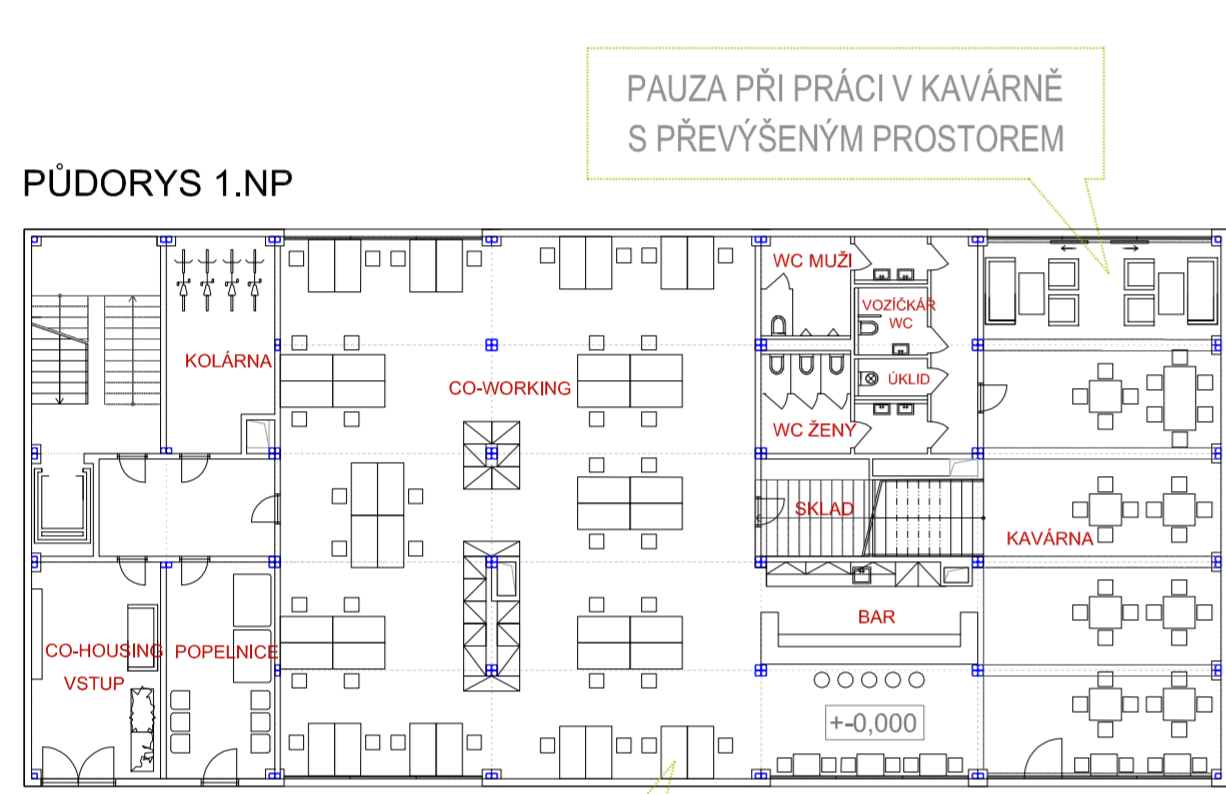 PAUZA PŘI PRÁCI V KAVÁRNĚ
S PŘEVÝŠENÝM PROSTOREM
PŮDORYS 1.NP
WC MUŽI
VOZÍČKÁŘ
WC
KOLÁRNA
CO-WORKING
ÚKLID
WC ŽENY
SKLAD
KAVÁRNA
BAR
CO-HOUSING
VSTUP
POPELNICE
+-0,000